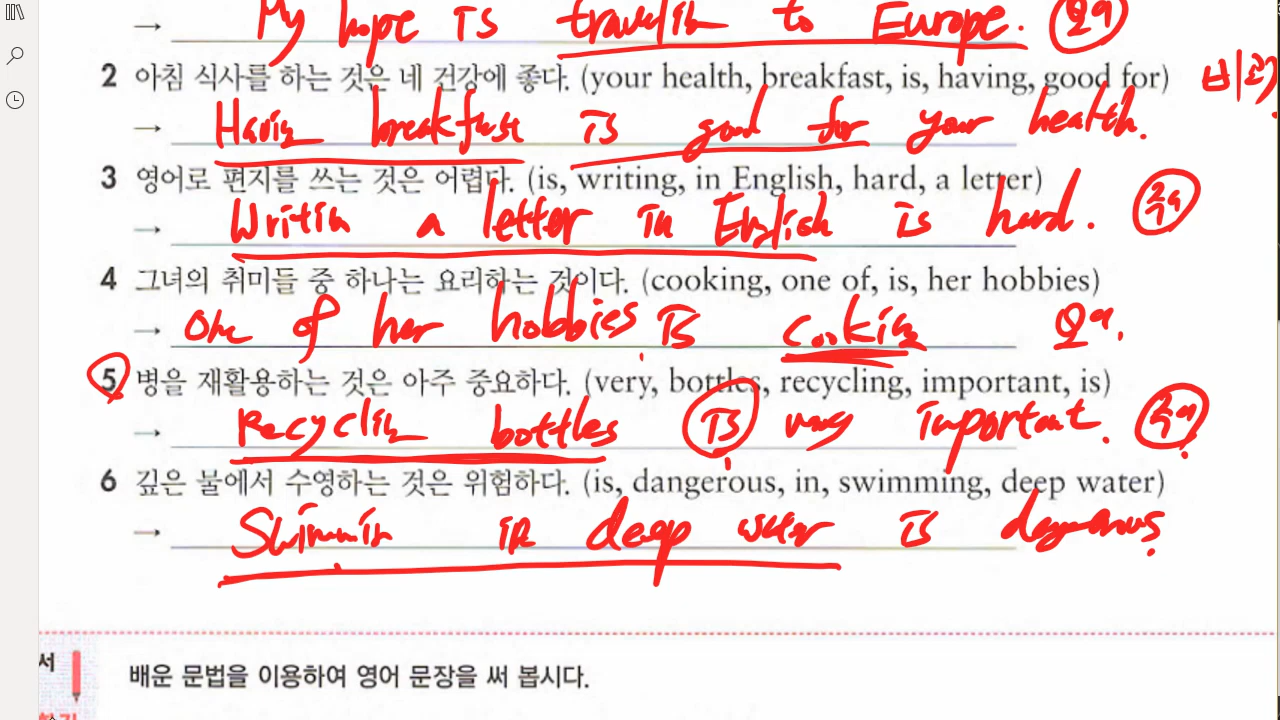 → My hope is traveling to Europe. 보어
2 아침 식사를 하는 것은 네 건강에 좋다. (your health, breakfast, is, having, good for)
→ Having breakfast is good for your health.
3 영어로 편지를 쓰는 것은 어렵다. (is, writing, in English, hard, a letter)
→ Writing a letter in English is hard. 주어
4 그녀의 취미들 중 하나는 요리하는 것이다. (cooking, one of, is, her hobbies)
→ One of her hobbies is cooking 보어.
5 병을 재활용하는 것은 아주 중요하다. (very, bottles, recycling, important, is)
→ Recycling bottles is very important. 주어
6 깊은 물에서 수영하는 것은 위험하다. (is, dangerous, in, swimming, deep water)
→ Swimming in deep water is dangerous.
서
배운 문법을 이용하여 영어 문장을 써 봅시다.